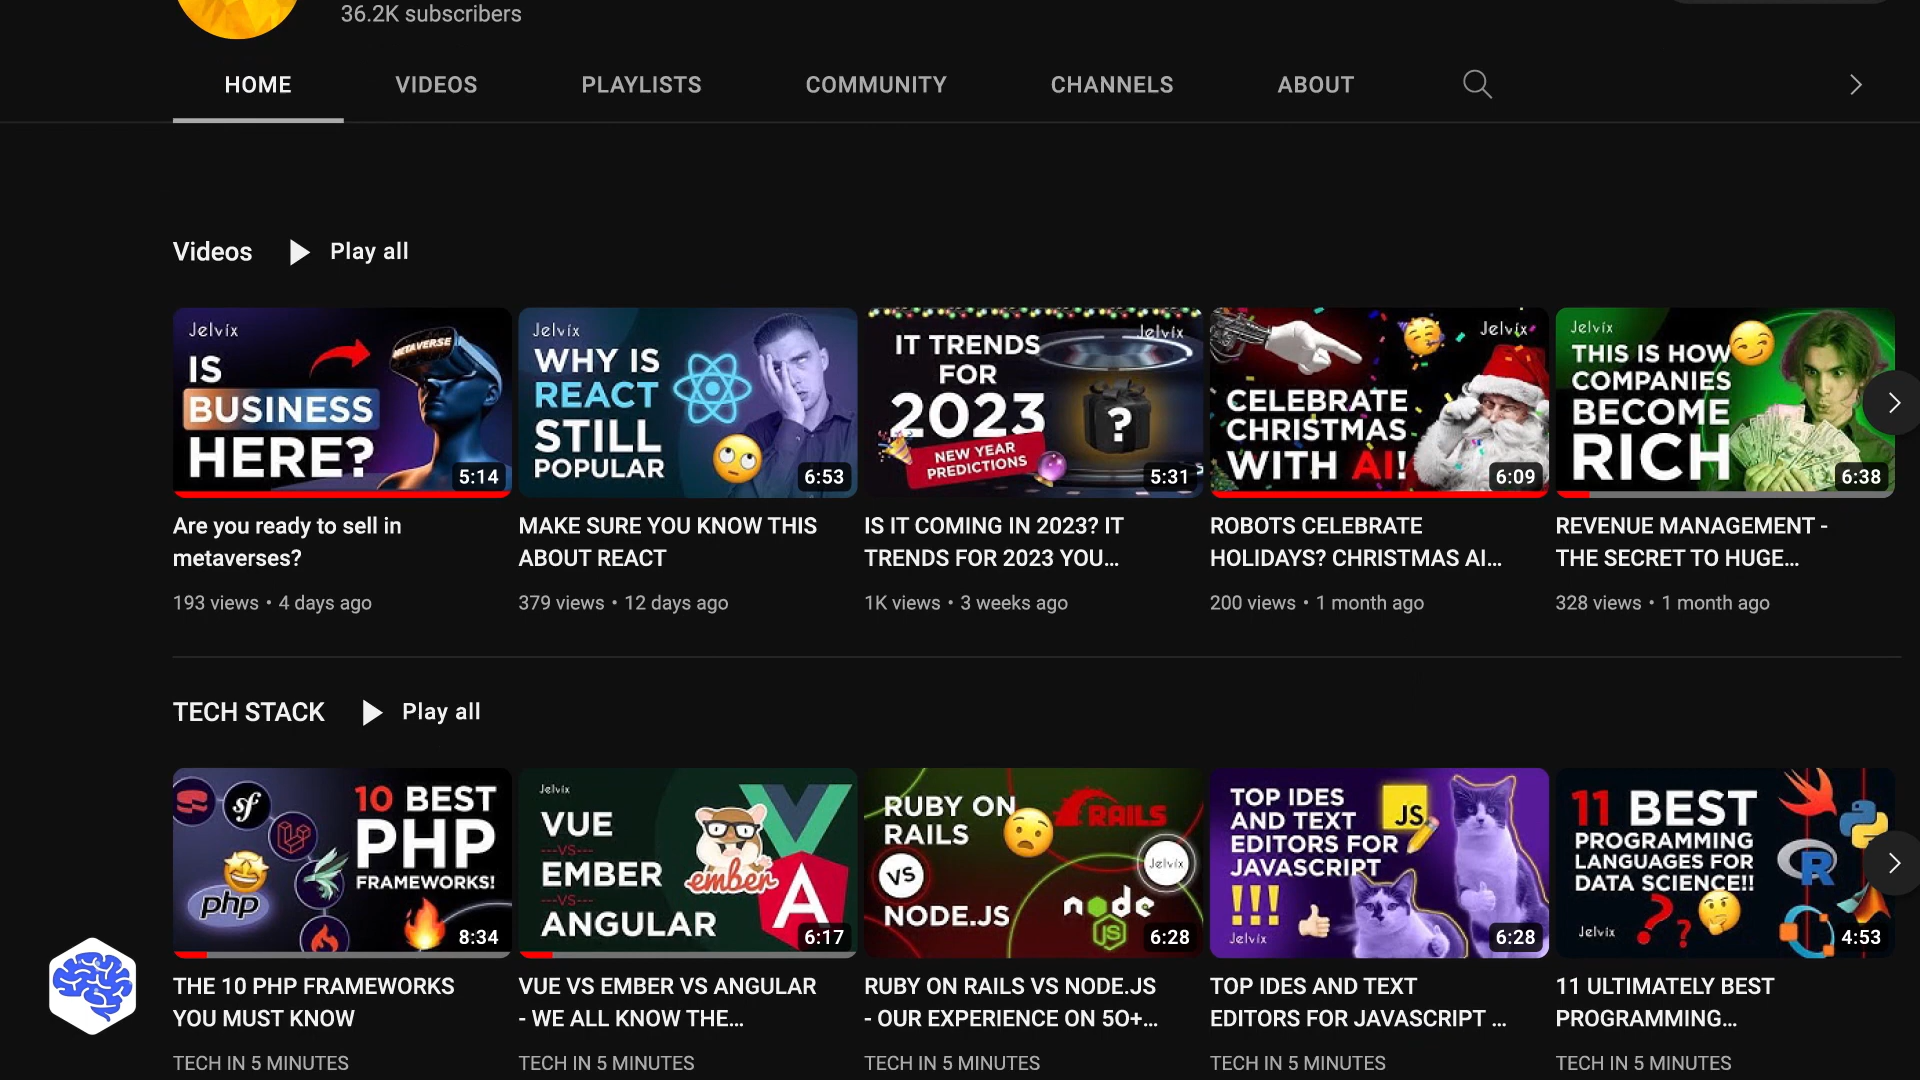 36.2K subscribers
HOME VIDEOS PLAYLISTS COMMUNITY CHANNELS ABOUT
Videos Play all
Jelvix
IS
BUSINESS
HERE?
METAVERSE
5:14
Jelvix
WHY IS
REACT
STILL
POPULAR
6:53
Jelvix
IT TRENDS
FOR
2023
NEW YEAR
PREDICTIONS
?
5:31
Jelvix
CELEBRATE
CHRISTMAS
WITH AI!
6:09
Jelvix
THIS IS HOW
COMPANIES
BECOME
RICH
6:38
Are you ready to sell in
metaverses?
193 views • 4 days ago
MAKE SURE YOU KNOW THIS
ABOUT REACT
379 views • 12 days ago
IS IT COMING IN 2023? IT
TRENDS FOR 2023 YOU...
1K views • 3 weeks ago
ROBOTS CELEBRATE
HOLIDAYS? CHRISTMAS AI...
200 views • 1 month ago
REVENUE MANAGEMENT -
THE SECRET TO HUGE...
328 views • 1 month ago
TECH STACK Play all
sf
10 BEST
PHP
FRAMEWORKS!
php
8:34
Jelvix
VUE
---VS---
EMBER
---VS---
ANGULAR
ember
A
6:17
RUBY ON
RAILS
RAILS
VS
Jelvix
NODE.JS
node
JS
6:28
TOP IDES
AND TEXT
EDITORS FOR
JAVASCRIPT
!!!
JS
Jelvix
6:28
11 BEST
PROGRAMMING
LANGUAGES FOR
DATA SCIENCE!!
R
? ?
Jelvix
4:53
THE 10 PHP FRAMEWORKS
YOU MUST KNOW
TECH IN 5 MINUTES
VUE VS EMBER VS ANGULAR
- WE ALL KNOW THE...
TECH IN 5 MINUTES
RUBY ON RAILS VS NODE.JS
- OUR EXPERIENCE ON 5O+...
TECH IN 5 MINUTES
TOP IDES AND TEXT
EDITORS FOR JAVASCRIPT ...
TECH IN 5 MINUTES
11 ULTIMATELY BEST
PROGRAMMING...
TECH IN 5 MINUTES